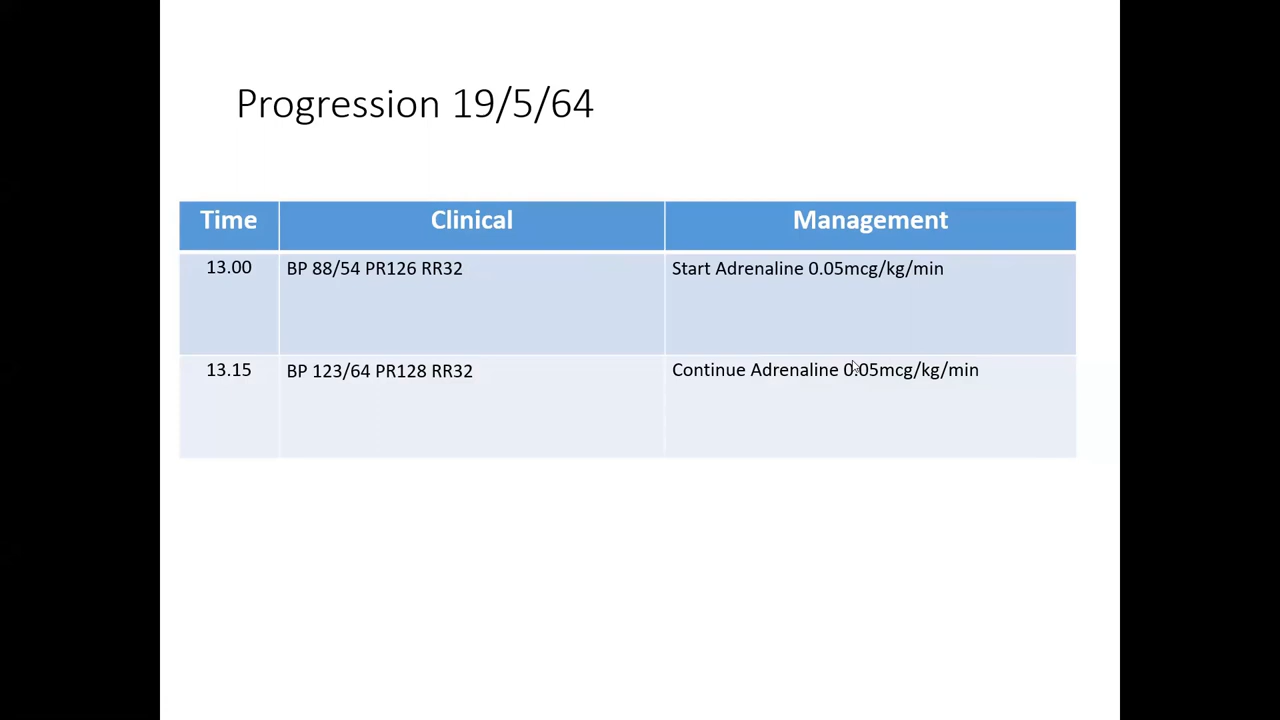 Progression 19/5/64
Time Clinical Management
13.00 BP 88/54 PR126 RR32 Start Adrenaline 0.05mcg/kg/min
13.15 BP 123/64 PR128 RR32 Continue Adrenaline 0.05mcg/kg/min